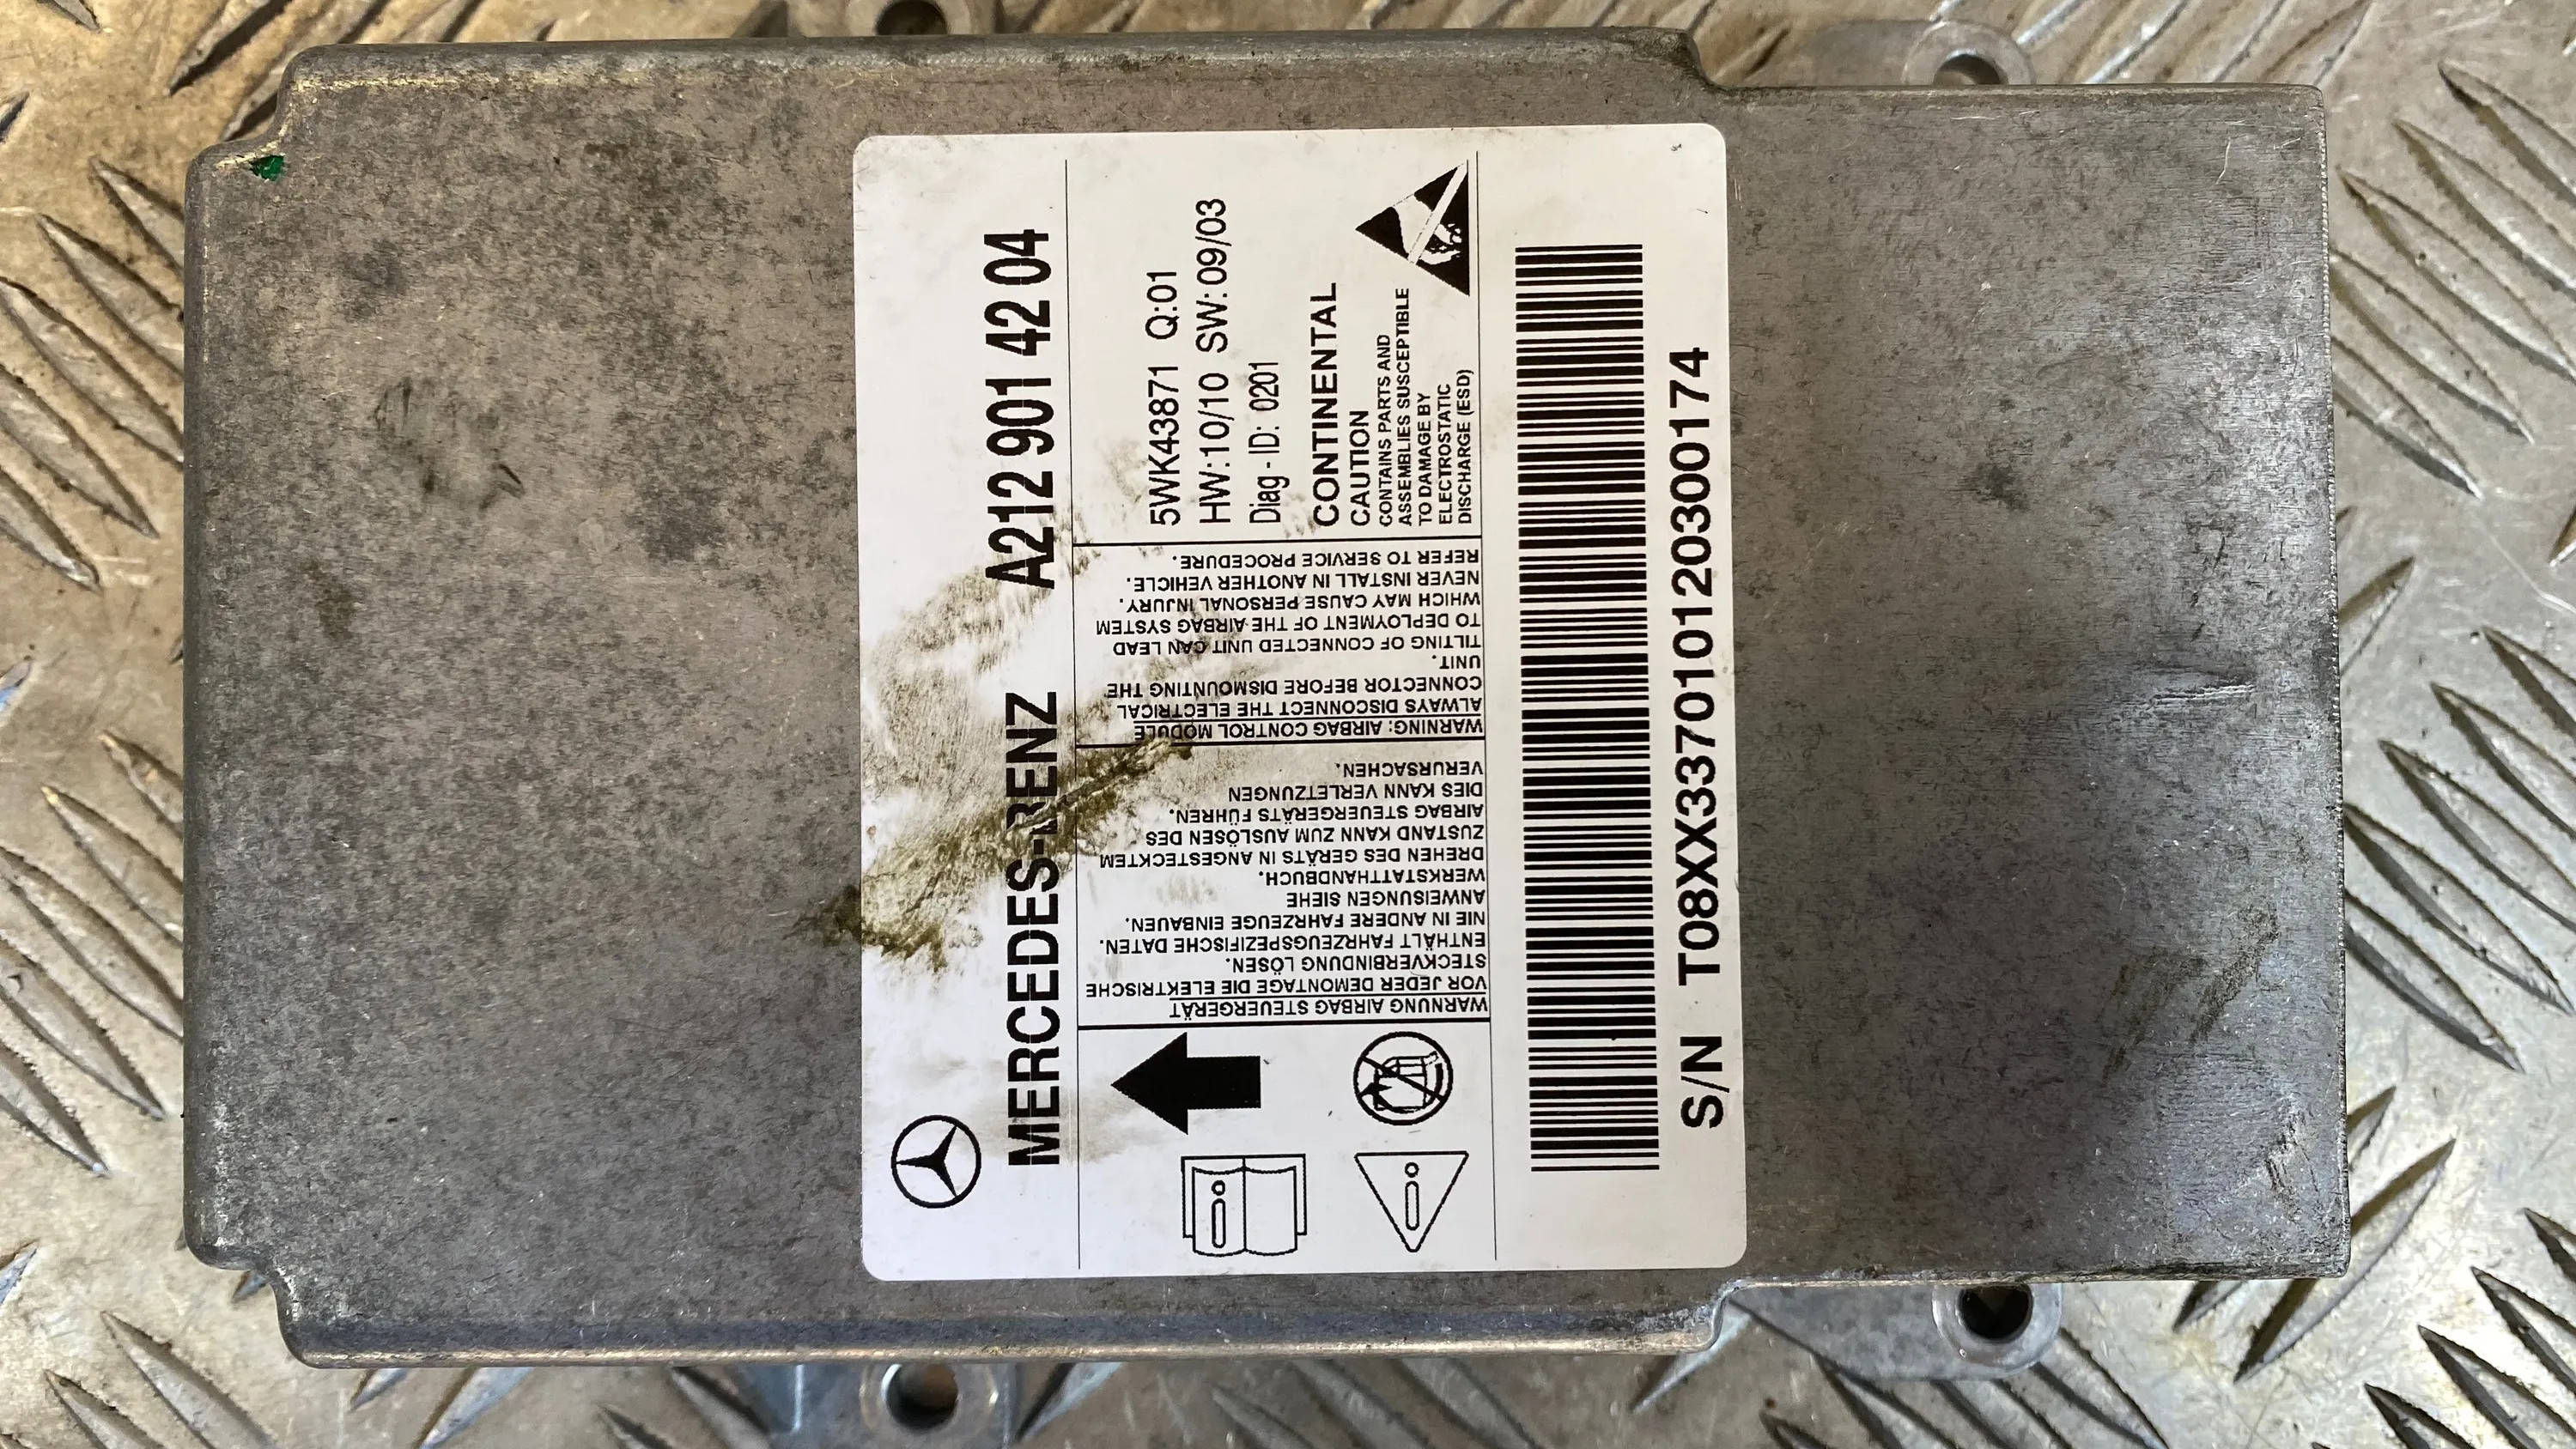 MERCEDES-BENZ A212 901 42 04
WARNUNG AIRBAG STEUERGERÄT
VOR JEDER DEMONTAGE DIE ELEKTRISCHE
STECKVERBINDUNG LÖSEN.
ENTHÄLT FAHRZEUGSPEZIFISCHE DATEN.
NIE IN ANDERE FAHRZEUGE EINBAUEN.
ANWEISUNGEN SIEHE
WERKSTATTHANDBUCH.
DREHEN DES GERÄTS IN ANGESTECKTEM
ZUSTAND KANN ZUM AUSLÖSEN DES
AIRBAG STEUERGERÄTS FÜHREN.
DIES KANN VERLETZUNGEN
VERURSACHEN.
WARNING: AIRBAG CONTROL MODULE
ALWAYS DISCONNECT THE ELECTRICAL
CONNECTOR BEFORE DISMOUNTING THE
UNIT.
TILTING OF CONNECTED UNIT CAN LEAD
TO DEPLOYMENT OF THE AIRBAG SYSTEM
WHICH MAY CAUSE PERSONAL INJURY.
NEVER INSTALL IN ANOTHER VEHICLE.
REFER TO SERVICE PROCEDURE.
5WK43871 Q:01
HW:10/10 SW:09/03
Diag - ID: 0201
CONTINENTAL
CAUTION
CONTAINS PARTS AND
ASSEMBLIES SUSCEPTIBLE
TO DAMAGE BY
ELECTROSTATIC
DISCHARGE (ESD)
S/N T08XX33701012030017​4